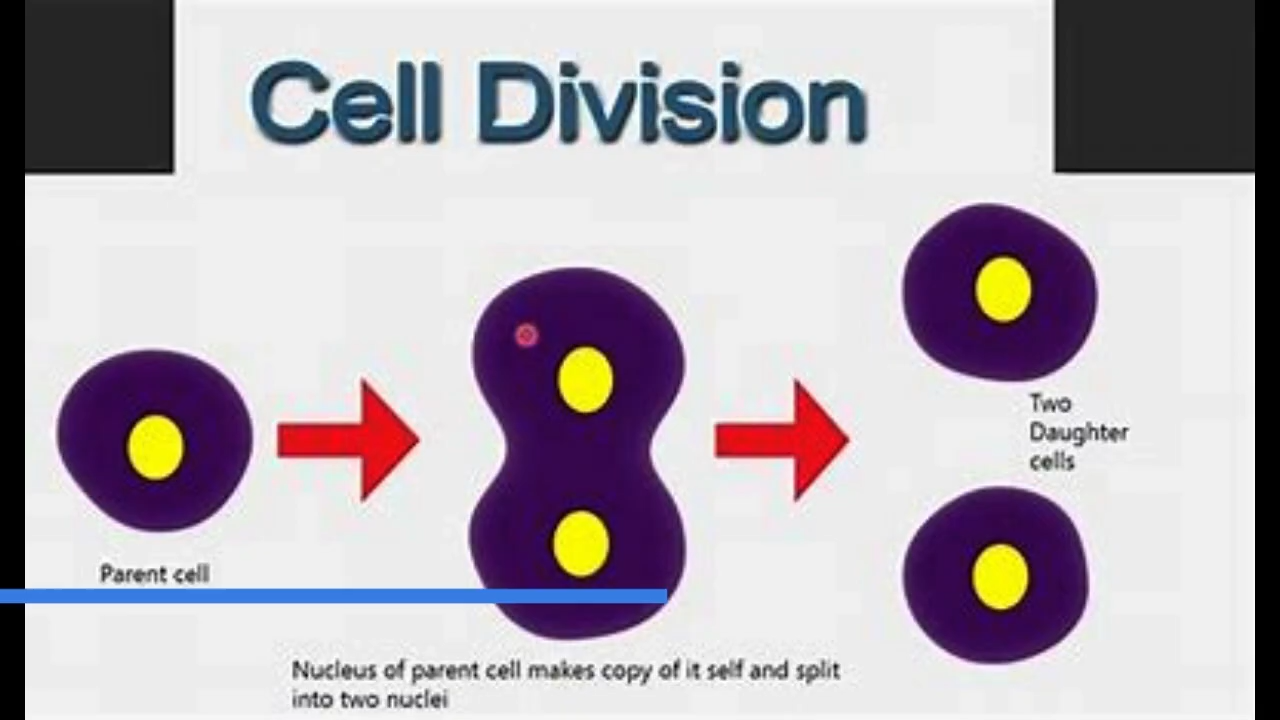 Cell Division
Parent cell
Nucleus of parent cell makes copy of it self and split
into two nuclei
Two
Daughter
cells